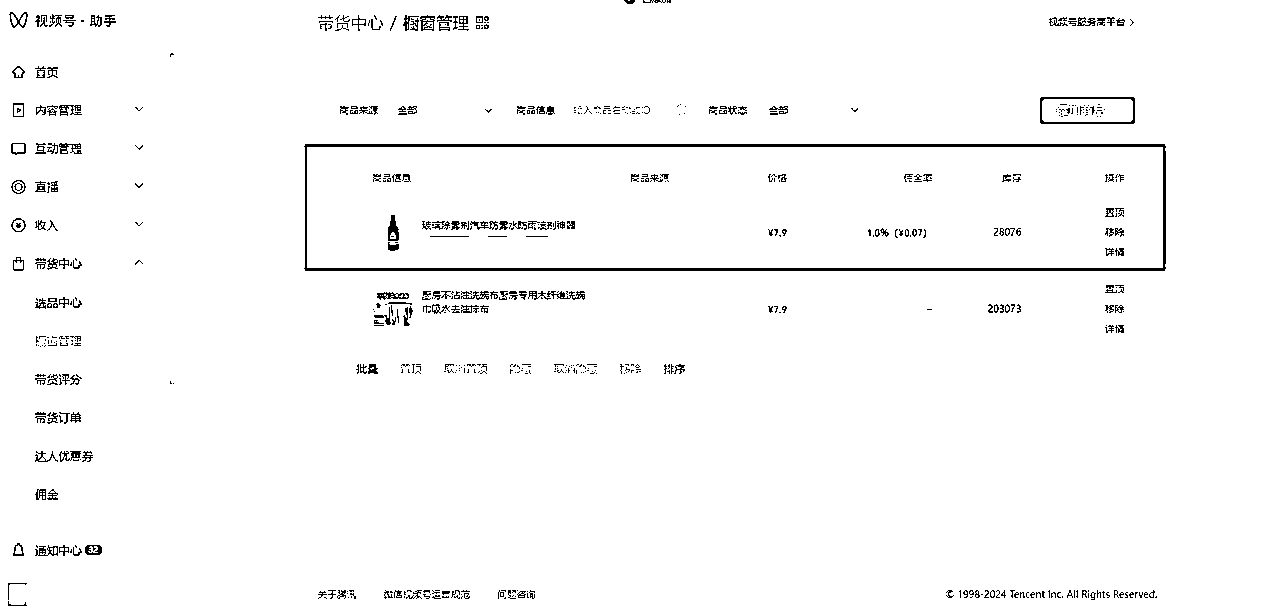 视频号·助手
带货中心 / 橱窗管理
视频号服务商平台 >
首页
内容管理
互动管理
直播
收入
带货中心
选品中心
橱窗管理
带货评分
带货订单
达人优惠券
佣金
通知中心 32
商品来源 全部 商品信息 输入商品名称或ID 商品状态 全部
商品信息 商品来源 价格 佣金率 库存 操作
玻璃除雾剂汽车防雾水防雨喷剂神器 ¥7.9 1.0% (¥0.07) 28076
置顶
移除
详情
厨房不沾油洗碗布厨房专用木纤维洗碗
巾吸水去油抹布 ¥7.9 - 203073
置顶
移除
详情
批量 置顶 取消置顶 隐藏 取消隐藏 移除 排序
关于腾讯 微信视频号运营规范 问题咨询 © 1998-2024 Tencent Inc. All Rights Reserved.